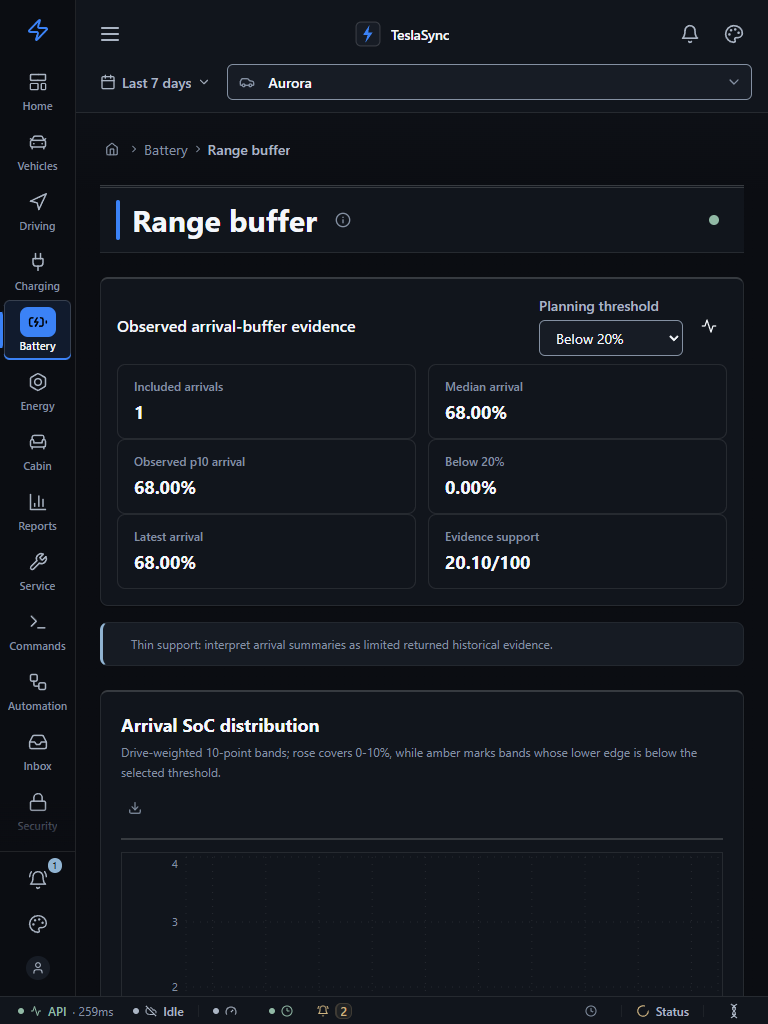 TeslaSync
Last 7 days
Aurora
Home
Vehicles
Driving
Charging
Battery
Energy
Cabin
Reports
Service
Commands
Automation
Inbox
Security
1
Battery
Range buffer
Range buffer
Observed arrival-buffer evidence
Planning threshold
Below 20%
Included arrivals
1
Median arrival
68.00%
Observed p10 arrival
68.00%
Below 20%
0.00%
Latest arrival
68.00%
Evidence support
20.10/100
Thin support: interpret arrival summaries as limited returned historical evidence.
Arrival SoC distribution
Drive-weighted 10-point bands; rose covers 0-10%, while amber marks bands whose lower edge is below the
selected threshold.
4
3
2
API · 259ms
Idle
2
Status